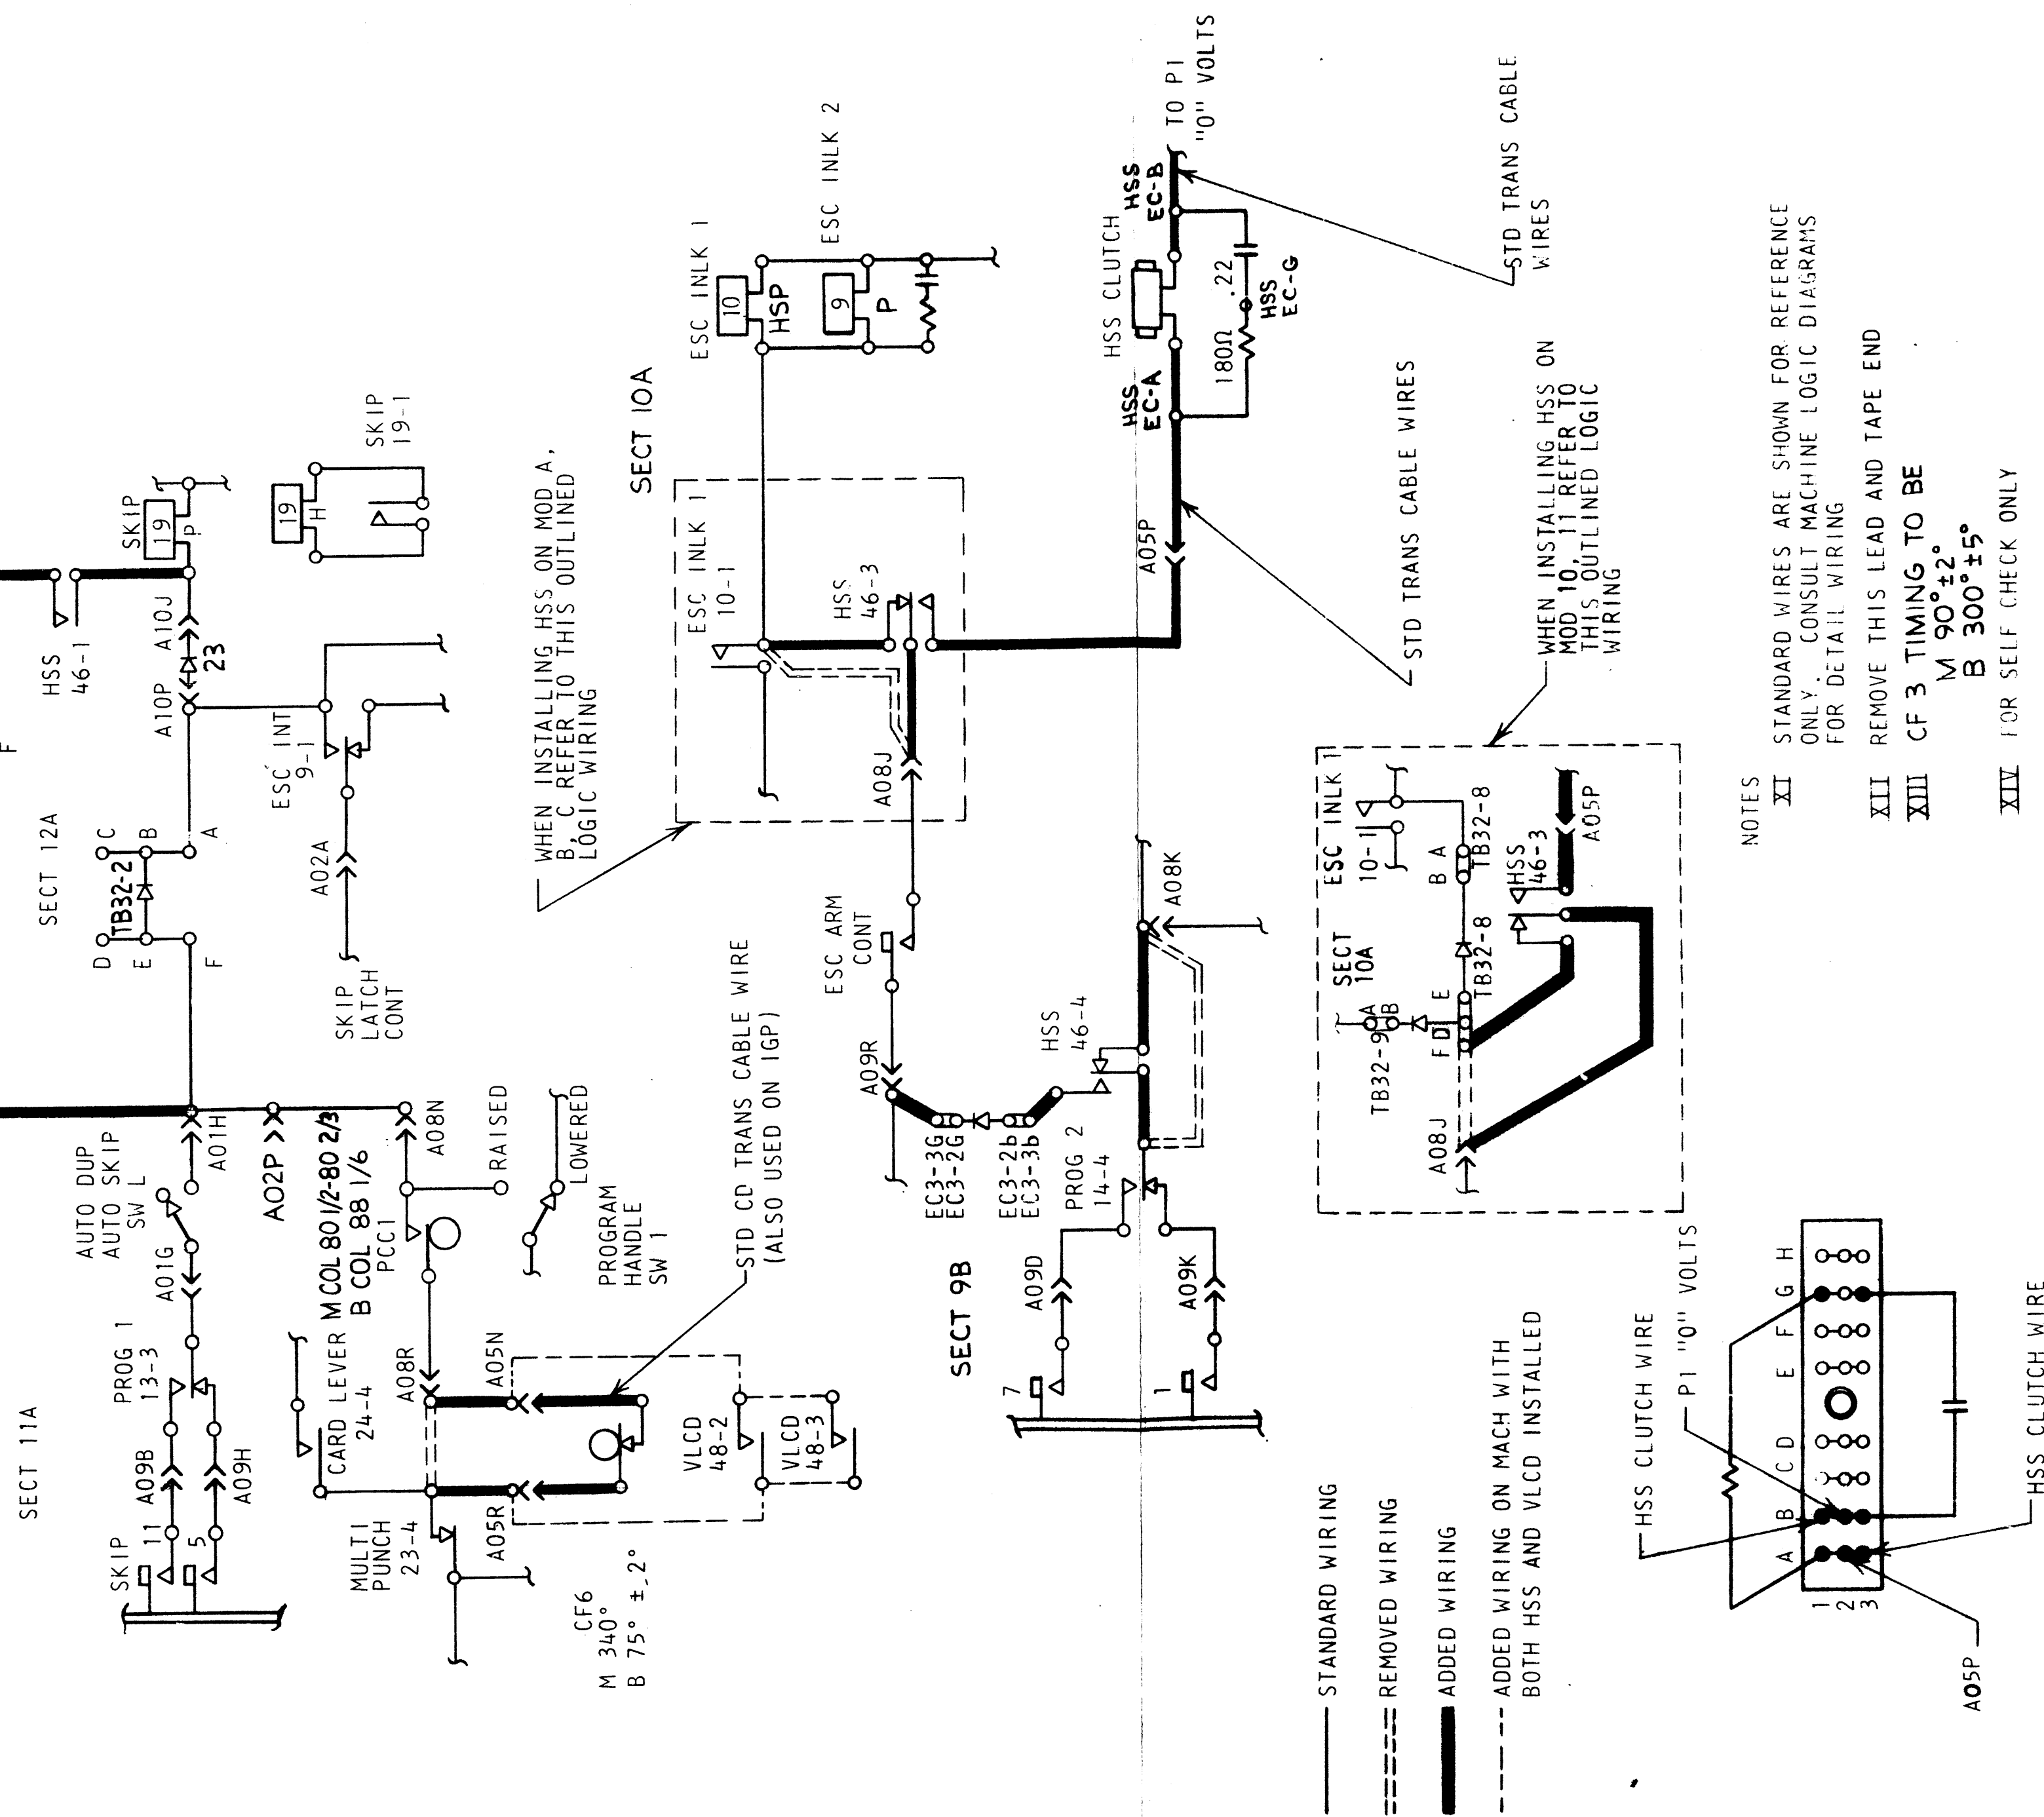 SECT 11A
SKIP
11
5
A09B
A09H
PROG 1
13-3
A01G
AUTO DUP
AUTO SKIP
SW L
A01H
A02P
A08N
M COL 80 1/2-80 2/3
B COL 88 1/6
PCC1
CARD LEVER
24-4
A08R
MULTI
PUNCH
23-4
A05R
A05N
CF6
M 340°
B 75° ± 2°
VLCD
48-2
VLCD
48-3
RAISED
LOWERED
PROGRAM
HANDLE
SW 1
STD CD TRANS CABLE WIRE
(ALSO USED ON IGP)
F
SECT 12A
D
E
F
TB32-2
C
B
A
SKIP
LATCH
CONT
A02A
ESC INT
9-1
A10P
A10J
23
HSS
46-1
SKIP
19
P
19
H
SKIP
19-1
WHEN INSTALLING HSS ON MOD A,
B, C REFER TO THIS OUTLINED
LOGIC WIRING
SECT 10A
ESC INLK 1
10-1
HSS
46-3
A08J
ESC INLK 1
10
HSP
ESC INLK 2
9
P
ESC ARM
CONT
A09R
EC3-3G
EC3-2G
EC3-2b
EC3-3b
HSS
46-4
A08K
PROG 2
14-4
SECT 9B
7
1
A09D
A09K
A05P
HSS
EC-A
HSS CLUTCH
HSS
EC-B
180Ω
.22
HSS
EC-G
TO P1
"0" VOLTS
STD TRANS CABLE WIRES
STD TRANS CABLE
WIRES
WHEN INSTALLING HSS ON
MOD 10, 11 REFER TO
THIS OUTLINED LOGIC
WIRING
SECT
10A
ESC INLK 1
10-1
TB32-9
A
B
F D E
TB32-8
B A
TB32-8
HSS
46-3
A08J
A05P
STANDARD WIRING
REMOVED WIRING
ADDED WIRING
ADDED WIRING ON MACH WITH
BOTH HSS AND VLCD INSTALLED
HSS CLUTCH WIRE
P1 "0" VOLTS
A B C D E F G H
1
2
3
A05P
HSS CLUTCH WIRE
NOTES
XI STANDARD WIRES ARE SHOWN FOR REFERENCE
ONLY. CONSULT MACHINE LOGIC DIAGRAMS
FOR DETAIL WIRING
XII REMOVE THIS LEAD AND TAPE END
XIII CF 3 TIMING TO BE
M 90°±2°
B 300°±5°
XIV FOR SELF CHECK ONLY